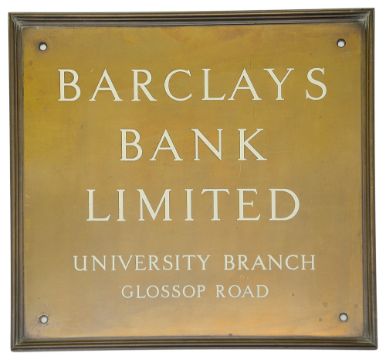 BARCLAYS
BANK
LIMITED
UNIVERSITY BRANCH
GLOSSOP ROAD